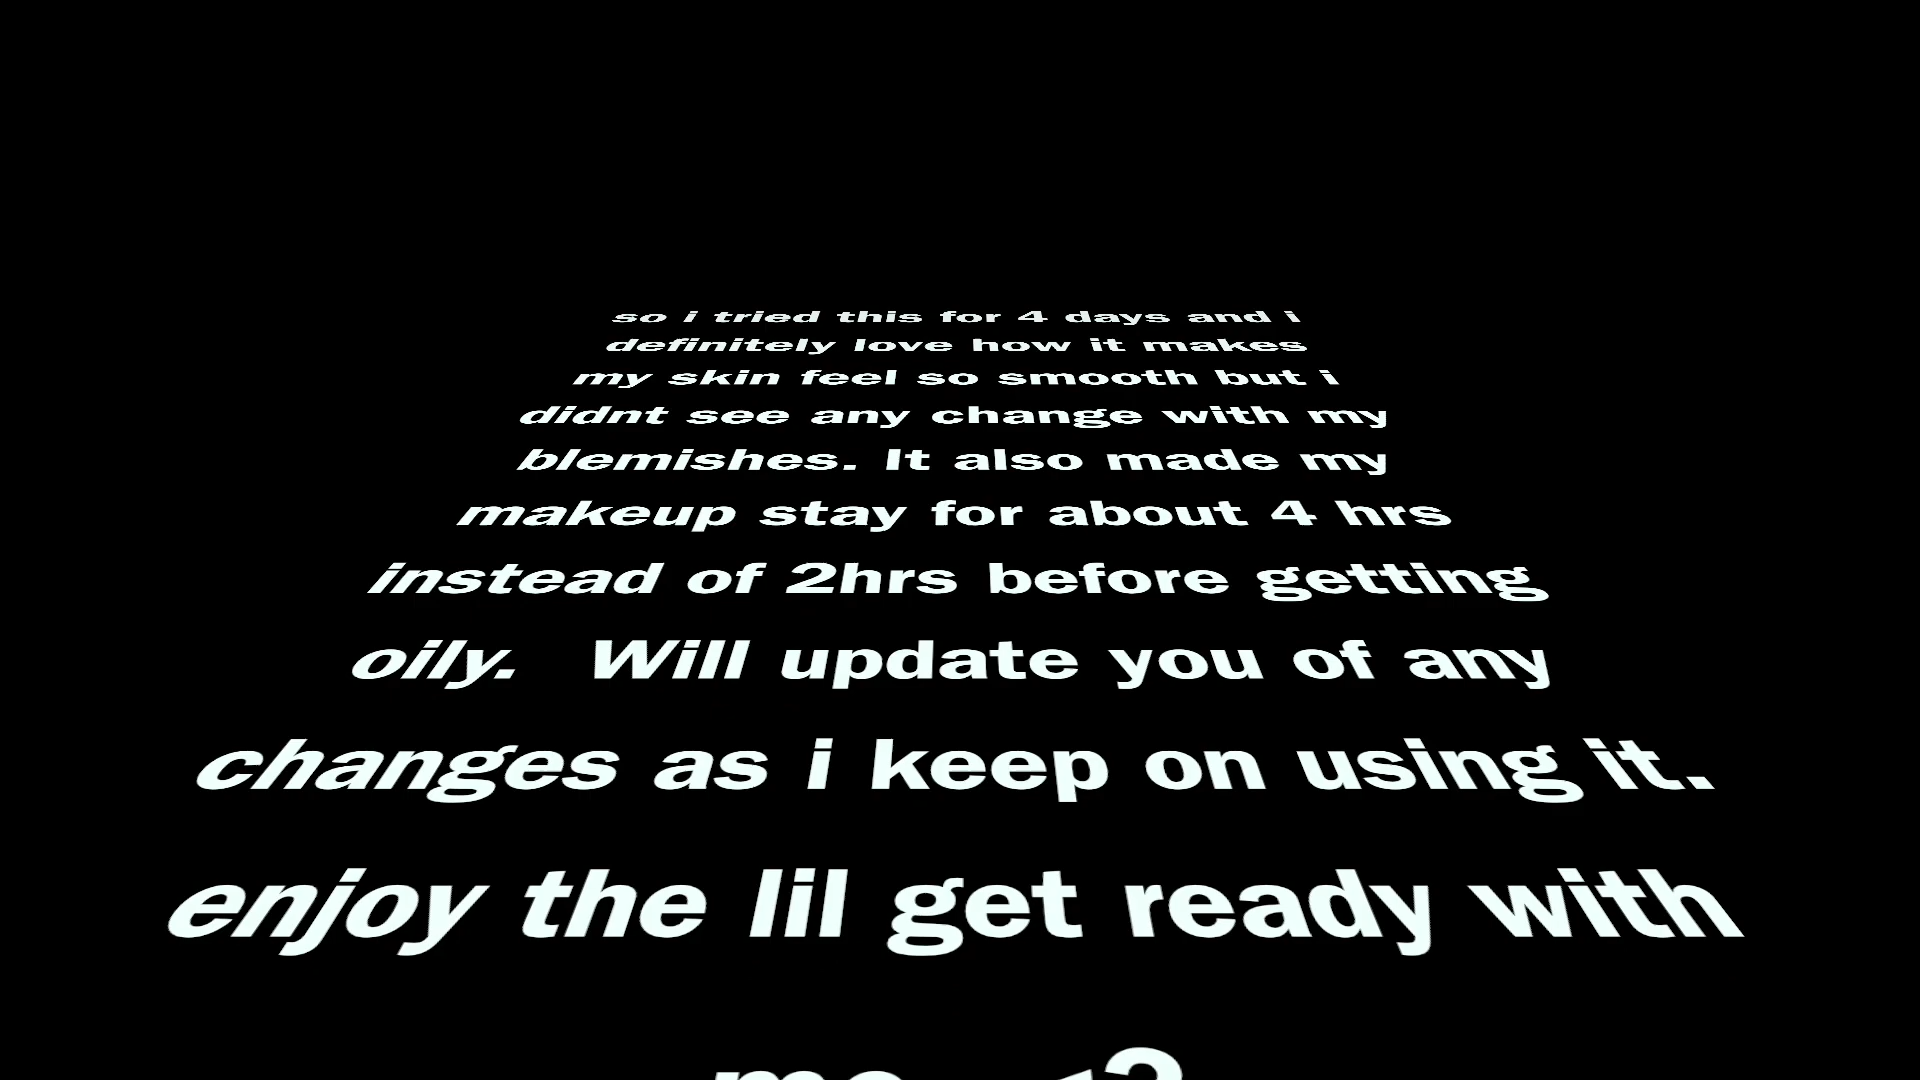 so i tried this for 4 days and i
definitely love how it makes
my skin feel so smooth but i
didnt see any change with my
blemishes. It also made my
makeup stay for about 4 hrs
instead of 2hrs before getting
oily.  Will update you of any
changes as i keep on using it.
enjoy the lil get ready with